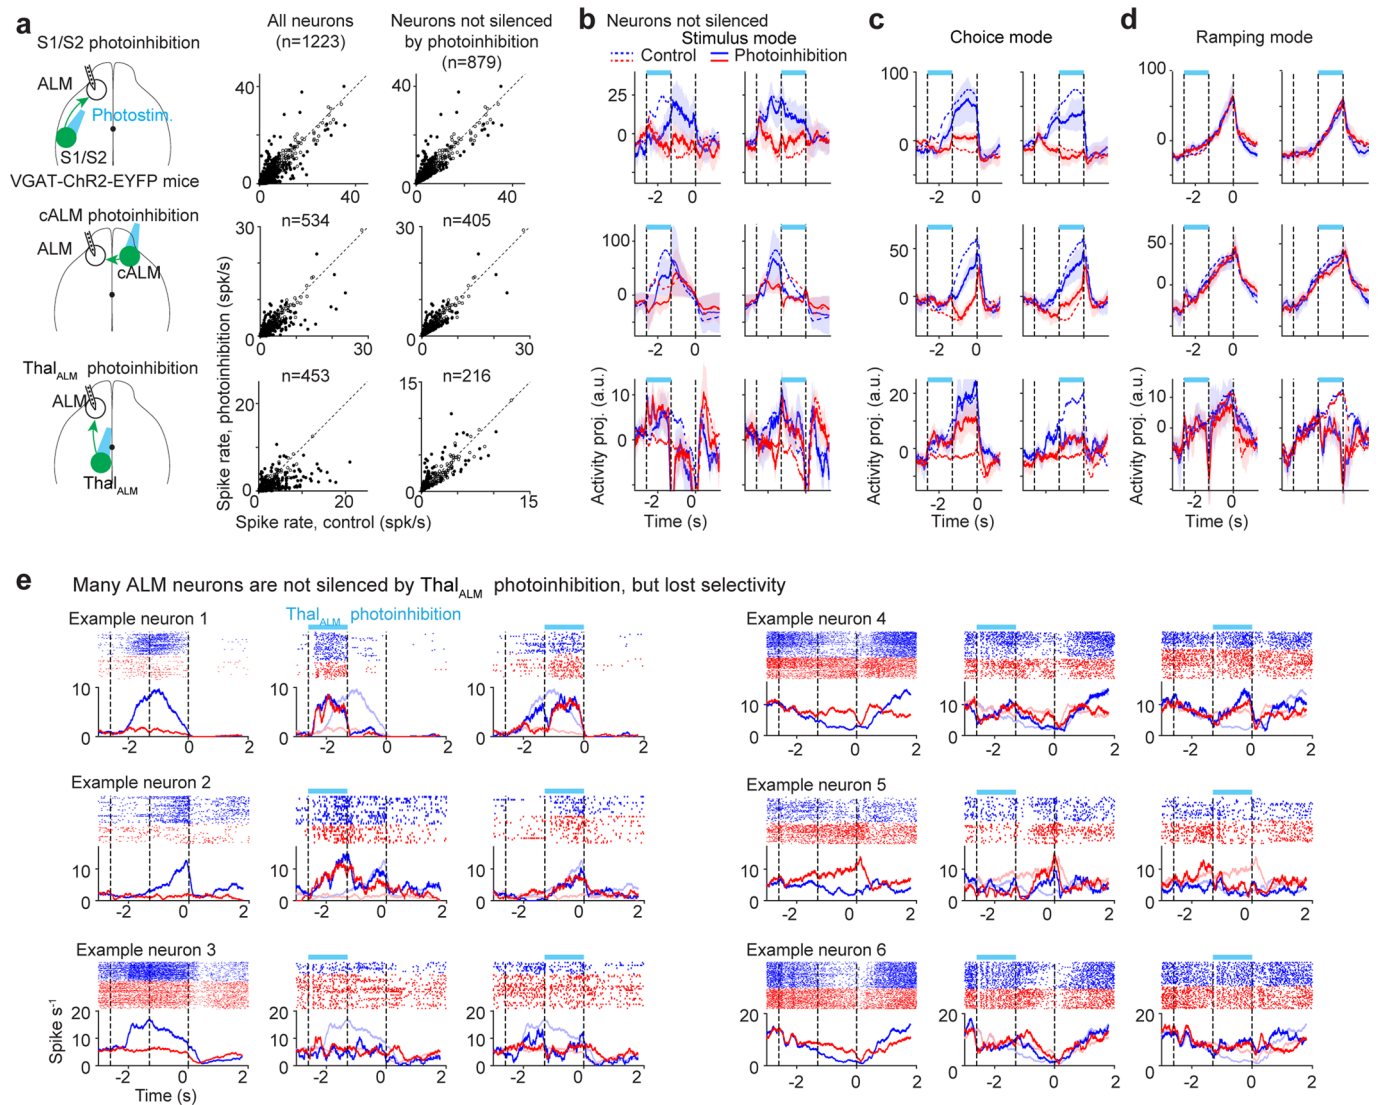 a
S1/S2 photoinhibition
ALM
Photostim.
S1/S2
VGAT-ChR2-EYFP mice
cALM photoinhibition
ALM
cALM
ThalALM photoinhibition
ALM
ThalALM
All neurons
(n=1223)
Neurons not silenced
by photoinhibition
(n=879)
40
20
0
0 20 40
40
20
0
0 20 40
n=534
n=405
30
0
0 30
30
0
0 30
n=453
n=216
20
10
0
0 20
15
0
0 15
Spike rate, photoinhibition (spk/s)
Spike rate, control (spk/s)
b
Neurons not silenced
Stimulus mode
Control
Photoinhibition
25
0
100
0
10
0
-2 0
Activity proj. (a.u.)
Time (s)
c
Choice mode
100
0
50
0
20
0
-2 0
Activity proj. (a.u.)
Time (s)
d
Ramping mode
100
0
50
0
10
0
-2 0
Activity proj. (a.u.)
Time (s)
e
Many ALM neurons are not silenced by ThalALM photoinhibition, but lost selectivity
Example neuron 1
ThalALM photoinhibition
10
0
-2 0 2
-2 0 2
-2 0 2
Example neuron 2
10
0
-2 0 2
10
0
-2 0 2
10
0
-2 0 2
Example neuron 3
Spike s-1
20
10
0
-2 0 2
20
10
0
-2 0 2
20
10
0
-2 0 2
Time (s)
Example neuron 4
10
0
-2 0 2
10
0
-2 0 2
10
0
-2 0 2
Example neuron 5
10
0
-2 0 2
10
0
-2 0 2
10
0
-2 0 2
Example neuron 6
20
0
-2 0 2
20
0
-2 0 2
20
0
-2 0 2